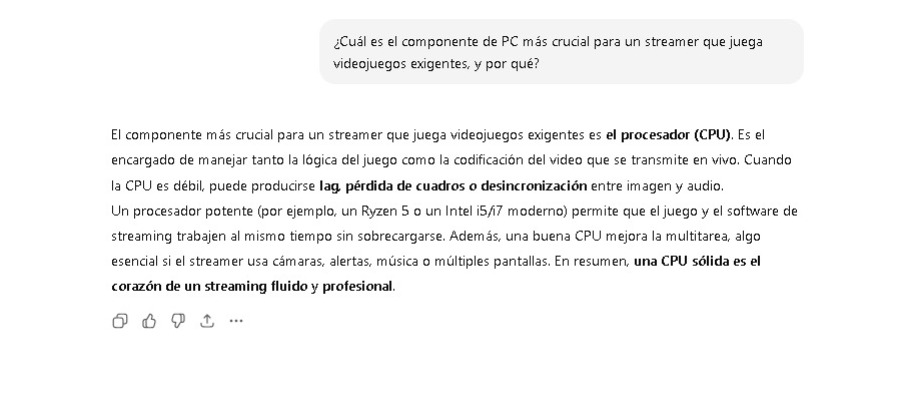 ¿Cuál es el componente de PC más crucial para un streamer que juega
videojuegos exigentes, y por qué?
El componente más crucial para un streamer que juega videojuegos exigentes es el procesador (CPU). Es el
encargado de manejar tanto la lógica del juego como la codificación del video que se transmite en vivo. Cuando
la CPU es débil, puede producirse lag, pérdida de cuadros o desincronización entre imagen y audio.
Un procesador potente (por ejemplo, un Ryzen 5 o un Intel i5/i7 moderno) permite que el juego y el software de
streaming trabajen al mismo tiempo sin sobrecargarse. Además, una buena CPU mejora la multitarea, algo
esencial si el streamer usa cámaras, alertas, música o múltiples pantallas. En resumen, una CPU sólida es el
corazón de un streaming fluido y profesional.